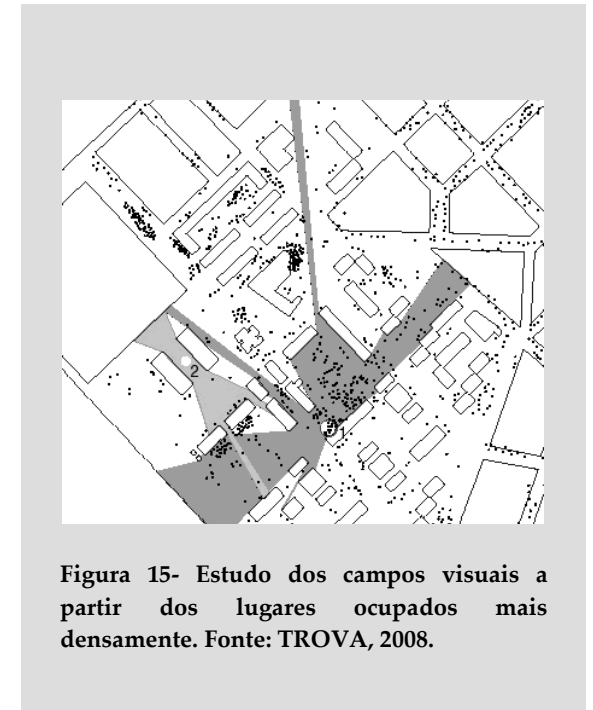 2
1
Figura 15- Estudo dos campos visuais a
partir dos lugares ocupados mais
densamente. Fonte: TROVA, 2008.